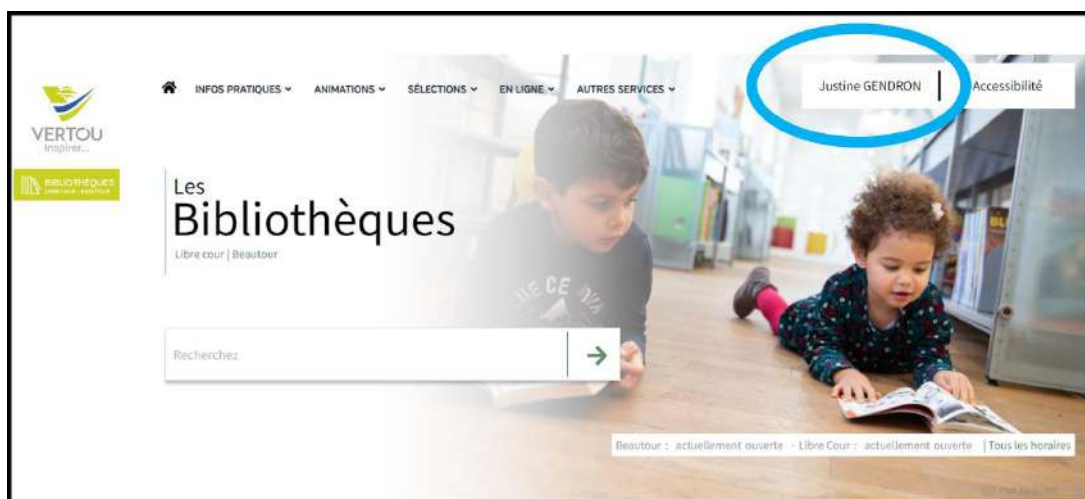 INFOS PRATIQUES
ANIMATIONS
SÉLECTIONS
EN LIGNE
AUTRES SERVICES
Justine GENDRON
Accessibilité
VERTOU
Inspirer...
BIBLIOTHÈQUES
Les
Bibliothèques
Libre cour | Beautour
Recherchez
Beautour : actuellement ouverte - Libre Cour : actuellement ouverte | Tous les horaires